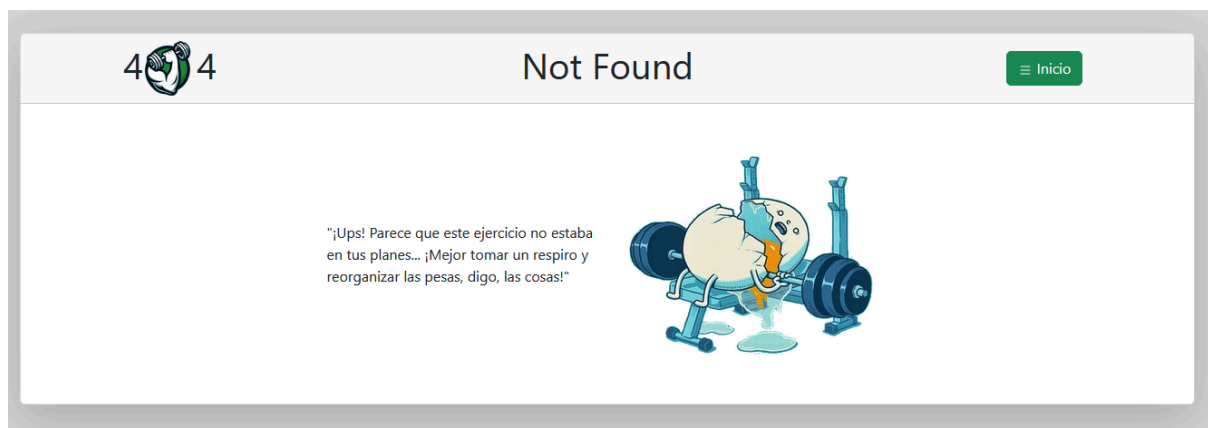 4 4
Not Found
☰ Inicio
"¡Ups! Parece que este ejercicio no estaba
en tus planes... ¡Mejor tomar un respiro y
reorganizar las pesas, digo, las cosas!"